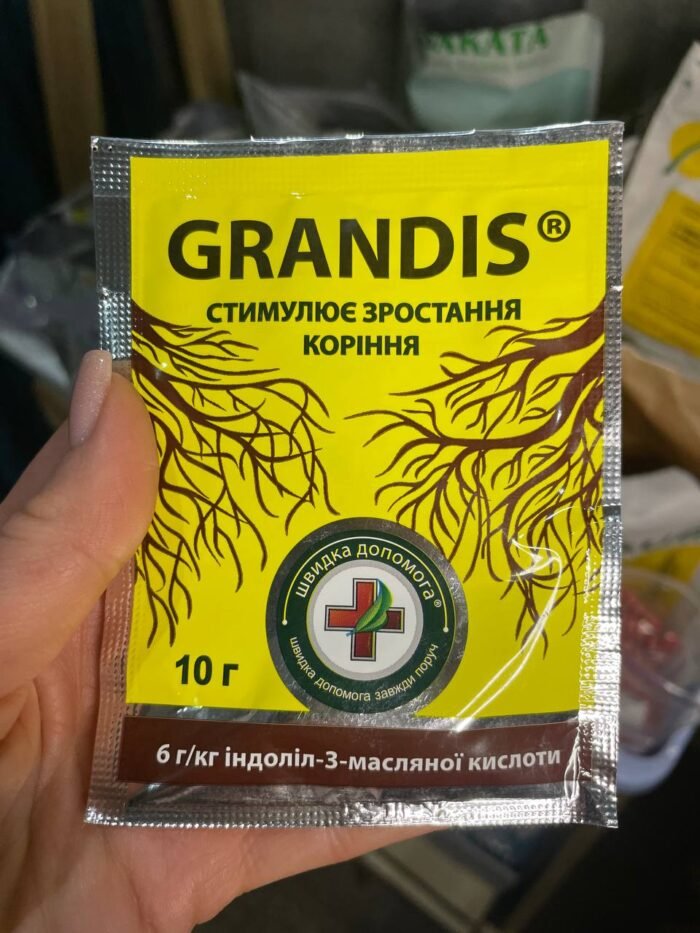 GRANDIS®
СТИМУЛЮЄ ЗРОСТАННЯ
КОРІННЯ
ШВИДКА ДОПОМОГА®
швидка допомога завжди поруч
10 г
6 г/кг індоліл-3-масляної кислоти